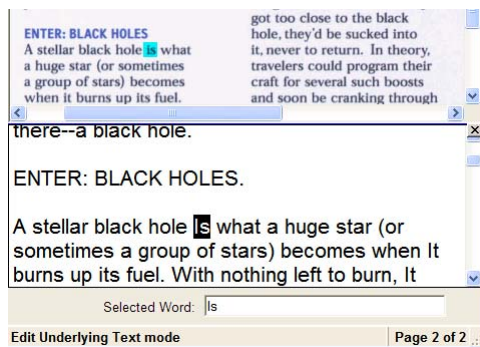 ENTER: BLACK HOLES
A stellar black hole is what
a huge star (or sometimes
a group of stars) becomes
when it burns up its fuel.
got too close to the black
hole, they'd be sucked into
it, never to return. In theory,
travelers could program their
craft for several such boosts
and soon be cranking through
there--a black hole.
ENTER: BLACK HOLES.
A stellar black hole Is what a huge star (or
sometimes a group of stars) becomes when It
burns up its fuel. With nothing left to burn, It
Selected Word: Is
Edit Underlying Text mode
Page 2 of 2